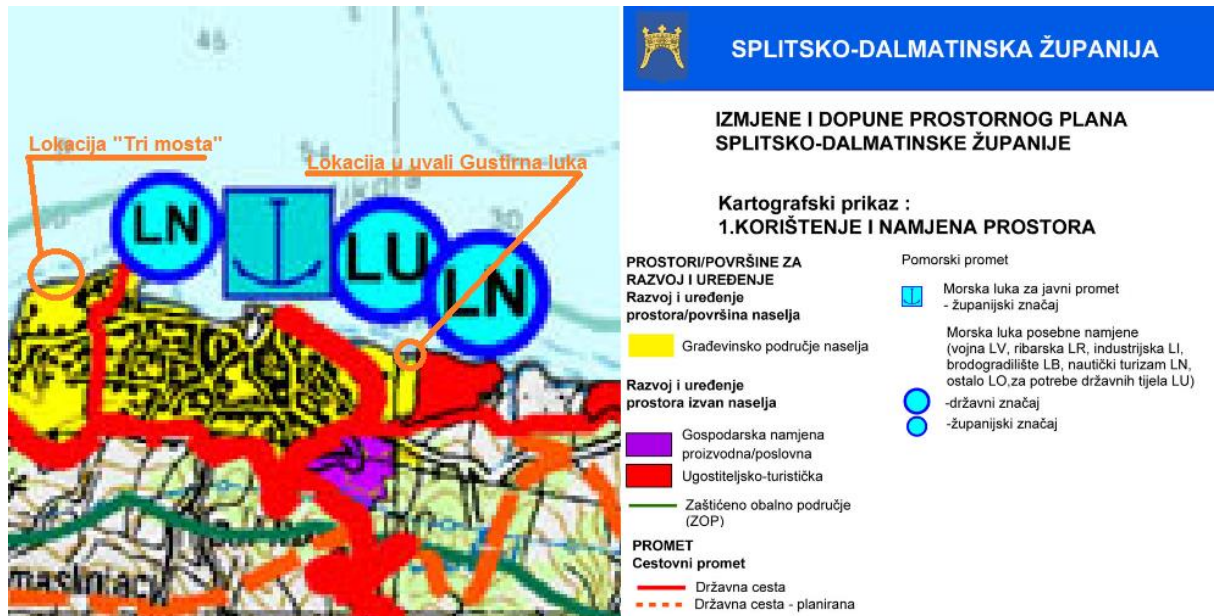 45
Lokacija "Tri mosta"
54
Lokacija u uvali Gustirna luka
30
LN
LU
LN
maslinjaci
SPLITSKO-DALMATINSKA ŽUPANIJA
IZMJENE I DOPUNE PROSTORNOG PLANA
SPLITSKO-DALMATINSKE ŽUPANIJE
Kartografski prikaz :
1.KORIŠTENJE I NAMJENA PROSTORA
PROSTORI/POVRŠINE ZA
RAZVOJ I UREĐENJE
Razvoj i uređenje
prostora/površina naselja
Građevinsko područje naselja
Razvoj i uređenje
prostora izvan naselja
Gospodarska namjena
proizvodna/poslovna
Ugostiteljsko-turistička
Zaštićeno obalno područje
(ZOP)
PROMET
Cestovni promet
Državna cesta
Državna cesta - planirana
Pomorski promet
Morska luka za javni promet
- županijski značaj
Morska luka posebne namjene
(vojna LV, ribarska LR, industrijska LI,
brodogradilište LB, nautički turizam LN,
ostalo LO,za potrebe državnih tijela LU)
-državni značaj
-županijski značaj